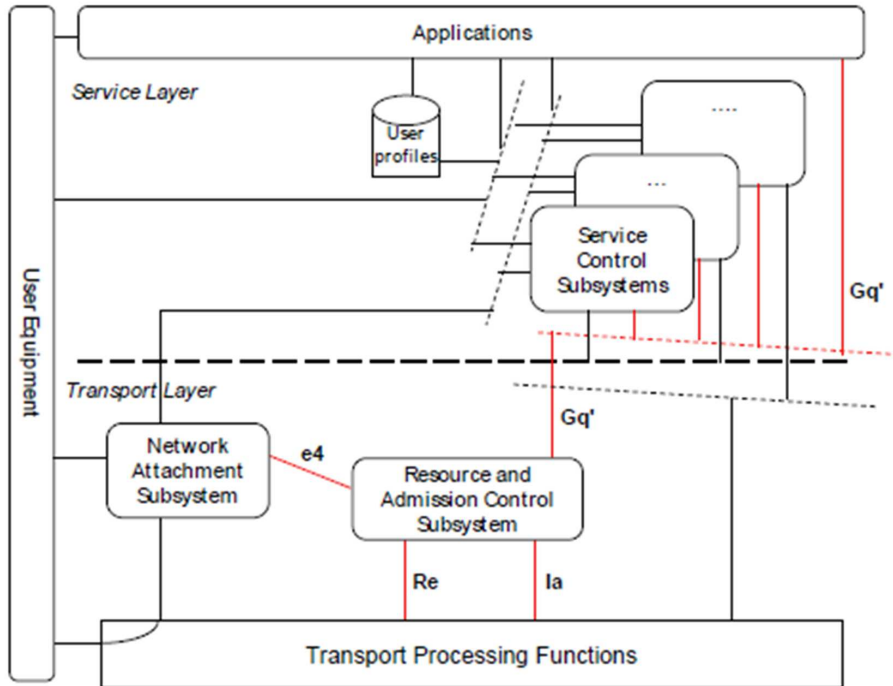 Applications
Service Layer
User
profiles
....
...
Service
Control
Subsystems
Gq'
User Equipment
Transport Layer
Gq'
Network
Attachment
Subsystem
e4
Resource and
Admission Control
Subsystem
Re
Ia
Transport Processing Functions